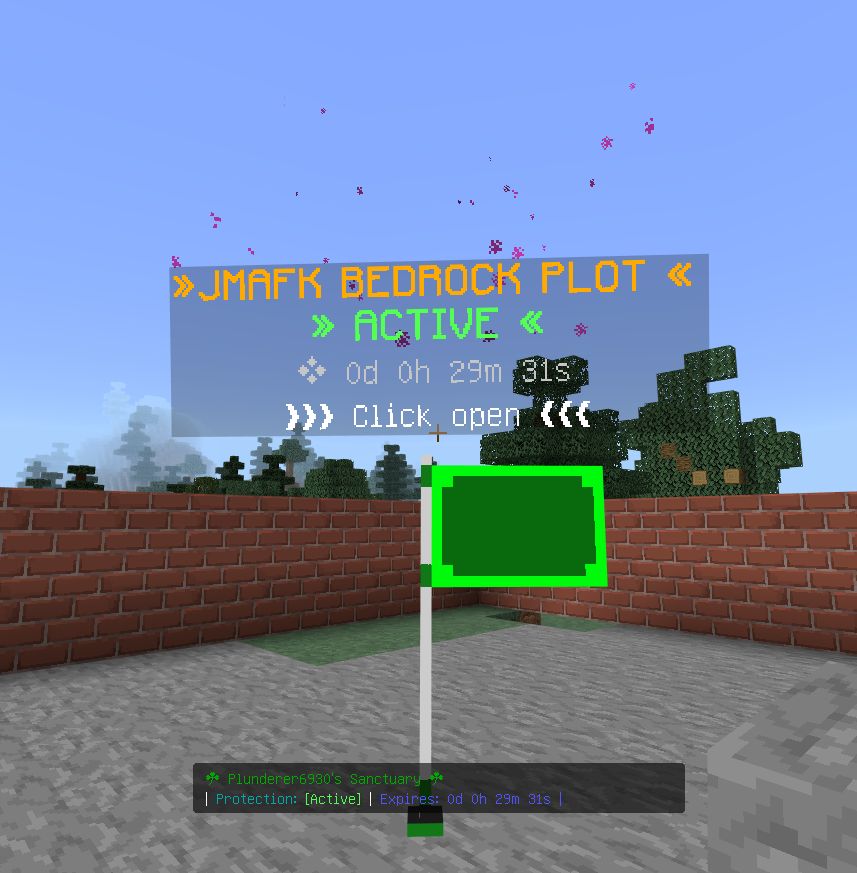 »JMAFK BEDROCK PLOT «
» ACTIVE «
❖ 0d 0h 29m 31s
❫❫❫ Click open ❪❪❪
☘ Plunderer6930's Sanctuary ☘
| Protection: [Active] | Expires: 0d 0h 29m 31s |